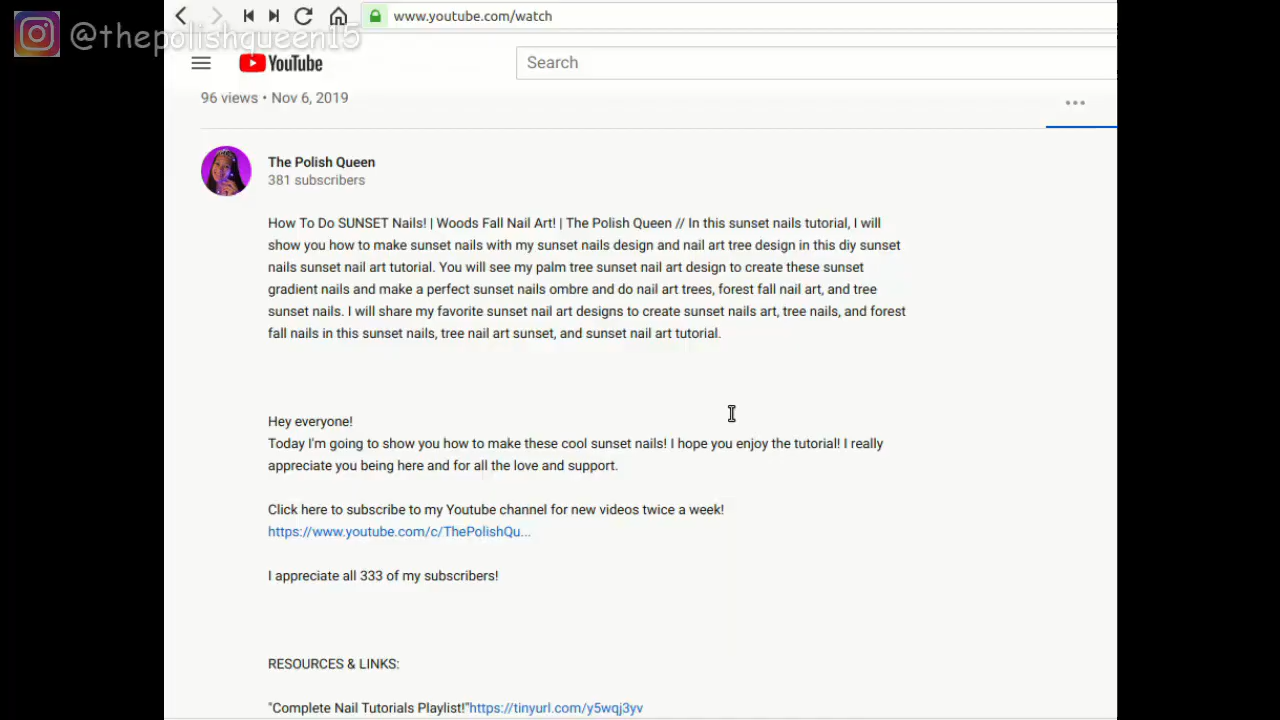 @thepolishqueen15
www.youtube.com/watch
YouTube
Search
96 views • Nov 6, 2019
The Polish Queen
381 subscribers
How To Do SUNSET Nails! | Woods Fall Nail Art! | The Polish Queen // In this sunset nails tutorial, I will
show you how to make sunset nails with my sunset nails design and nail art tree design in this diy sunset
nails sunset nail art tutorial. You will see my palm tree sunset nail art design to create these sunset
gradient nails and make a perfect sunset nails ombre and do nail art trees, forest fall nail art, and tree
sunset nails. I will share my favorite sunset nail art designs to create sunset nails art, tree nails, and forest
fall nails in this sunset nails, tree nail art sunset, and sunset nail art tutorial.
Hey everyone!
Today I'm going to show you how to make these cool sunset nails! I hope you enjoy the tutorial! I really
appreciate you being here and for all the love and support.
Click here to subscribe to my Youtube channel for new videos twice a week!
https://www.youtube.com/c/ThePolishQu...
I appreciate all 333 of my subscribers!
RESOURCES & LINKS:
"Complete Nail Tutorials Playlist!"https://tinyurl.com/y5wqj3yv